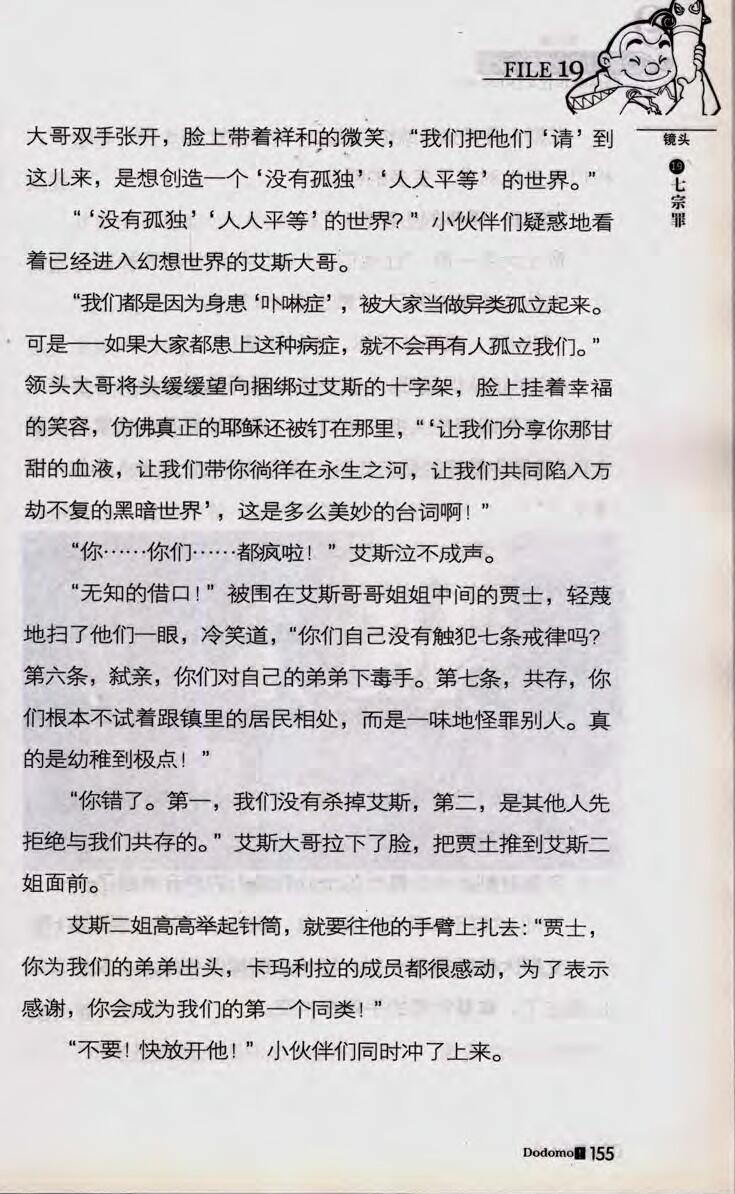 FILE 19
镜头
19
七宗罪
大哥双手张开，脸上带着祥和的微笑，“我们把他们‘请’到
这儿来，是想创造一个‘没有孤独’‘人人平等’的世界。”
“‘没有孤独’‘人人平等’的世界？”小伙伴们疑惑地看
着已经进入幻想世界的艾斯大哥。
“我们都是因为身患‘卟啉症’，被大家当做异类孤立起来。
可是——如果大家都患上这种病症，就不会再有人孤立我们。”
领头大哥将头缓缓望向捆绑过艾斯的十字架，脸上挂着幸福
的笑容，仿佛真正的耶稣还被钉在那里，“‘让我们分享你那甘
甜的血液，让我们带你徜徉在永生之河，让我们共同陷入万
劫不复的黑暗世界’，这是多么美妙的台词啊！”
“你……你们……都疯啦！”艾斯泣不成声。
“无知的借口！”被围在艾斯哥哥姐姐中间的贾士，轻蔑
地扫了他们一眼，冷笑道，“你们自己没有触犯七条戒律吗？
第六条，弑亲，你们对自己的弟弟下毒手。第七条，共存，你
们根本不试着跟镇里的居民相处，而是一味地怪罪别人。真
的是幼稚到极点！”
“你错了。第一，我们没有杀掉艾斯，第二，是其他人先
拒绝与我们共存的。”艾斯大哥拉下了脸，把贾士推到艾斯二
姐面前。
艾斯二姐高高举起针筒，就要往他的手臂上扎去：“贾士，
你为我们的弟弟出头，卡玛利拉的成员都很感动，为了表示
感谢，你会成为我们的第一个同类！”
“不要！快放开他！”小伙伴们同时冲了上来。
Dodomo! 155